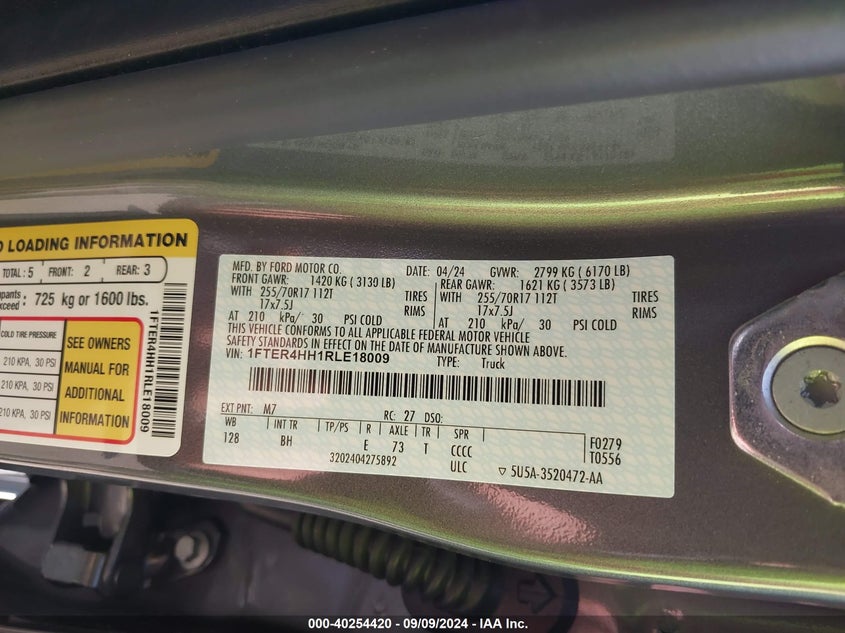 O LOADING INFORMATION
TOTAL: 5 FRONT: 2 REAR: 3
pants
xceed: 725 kg or 1600 lbs.
COLD TIRE PRESSURE
210 KPA, 30 PSI
210 KPA, 30 PSI
210 KPA, 30 PSI
SEE OWNERS
MANUAL FOR
ADDITIONAL
INFORMATION
1FTER4HH1RLE18009
MFD. BY FORD MOTOR CO. DATE: 04/24 GVWR: 2799 KG ( 6170 LB)
FRONT GAWR: 1420 KG ( 3130 LB) REAR GAWR: 1621 KG ( 3573 LB)
WITH 255/70R17 112T TIRES WITH 255/70R17 112T TIRES
17x7.5J RIMS 17x7.5J RIMS
AT 210 kPa/ 30 PSI COLD AT 210 kPa/ 30 PSI COLD
THIS VEHICLE CONFORMS TO ALL APPLICABLE FEDERAL MOTOR VEHICLE
SAFETY STANDARDS IN EFFECT ON THE DATE OF MANUFACTURE SHOWN ABOVE.
VIN: 1FTER4HH1RLE18009
TYPE: Truck
EXT PNT: M7 RC: 27 DSO:
WB INT TR TP/PS R AXLE TR SPR
128 BH E 73 T CCCC
F0279
T0556
3202404275892 ULC ▽ 5U5A-3520472-AA
000-40254420 - 09/09/2024 - IAA Inc.